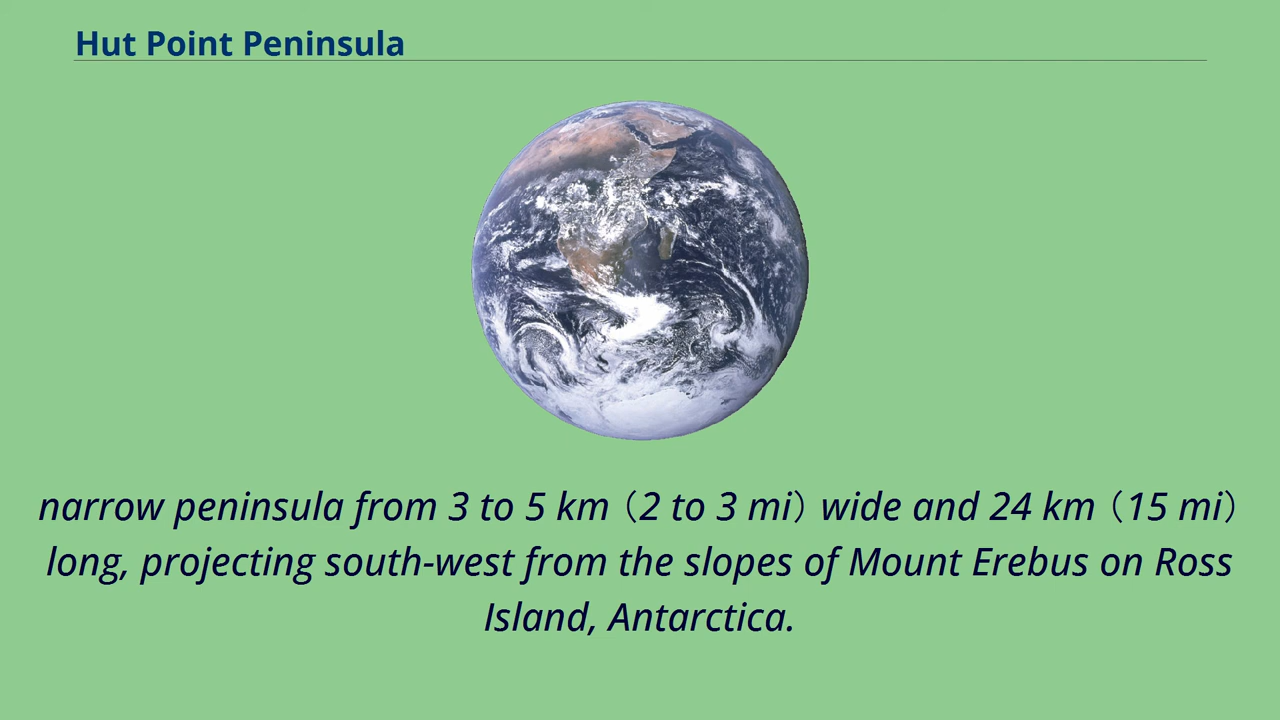 Hut Point Peninsula
narrow peninsula from 3 to 5 km (2 to 3 mi) wide and 24 km (15 mi)
long, projecting south-west from the slopes of Mount Erebus on Ross
Island, Antarctica.